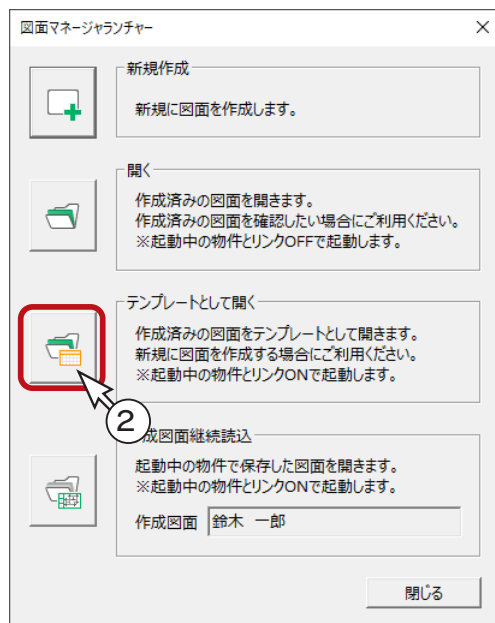 図面マネージャランチャー
新規作成
新規に図面を作成します。
開く
作成済みの図面を開きます。
作成済みの図面を確認したい場合にご利用ください。
※起動中の物件とリンクOFFで起動します。
テンプレートとして開く
作成済みの図面をテンプレートとして開きます。
新規に図面を作成する場合にご利用ください。
※起動中の物件とリンクONで起動します。
2
成図面継続読込
起動中の物件で保存した図面を開きます。
※起動中の物件とリンクONで起動します。
作成図面 鈴木 一郎
閉じる